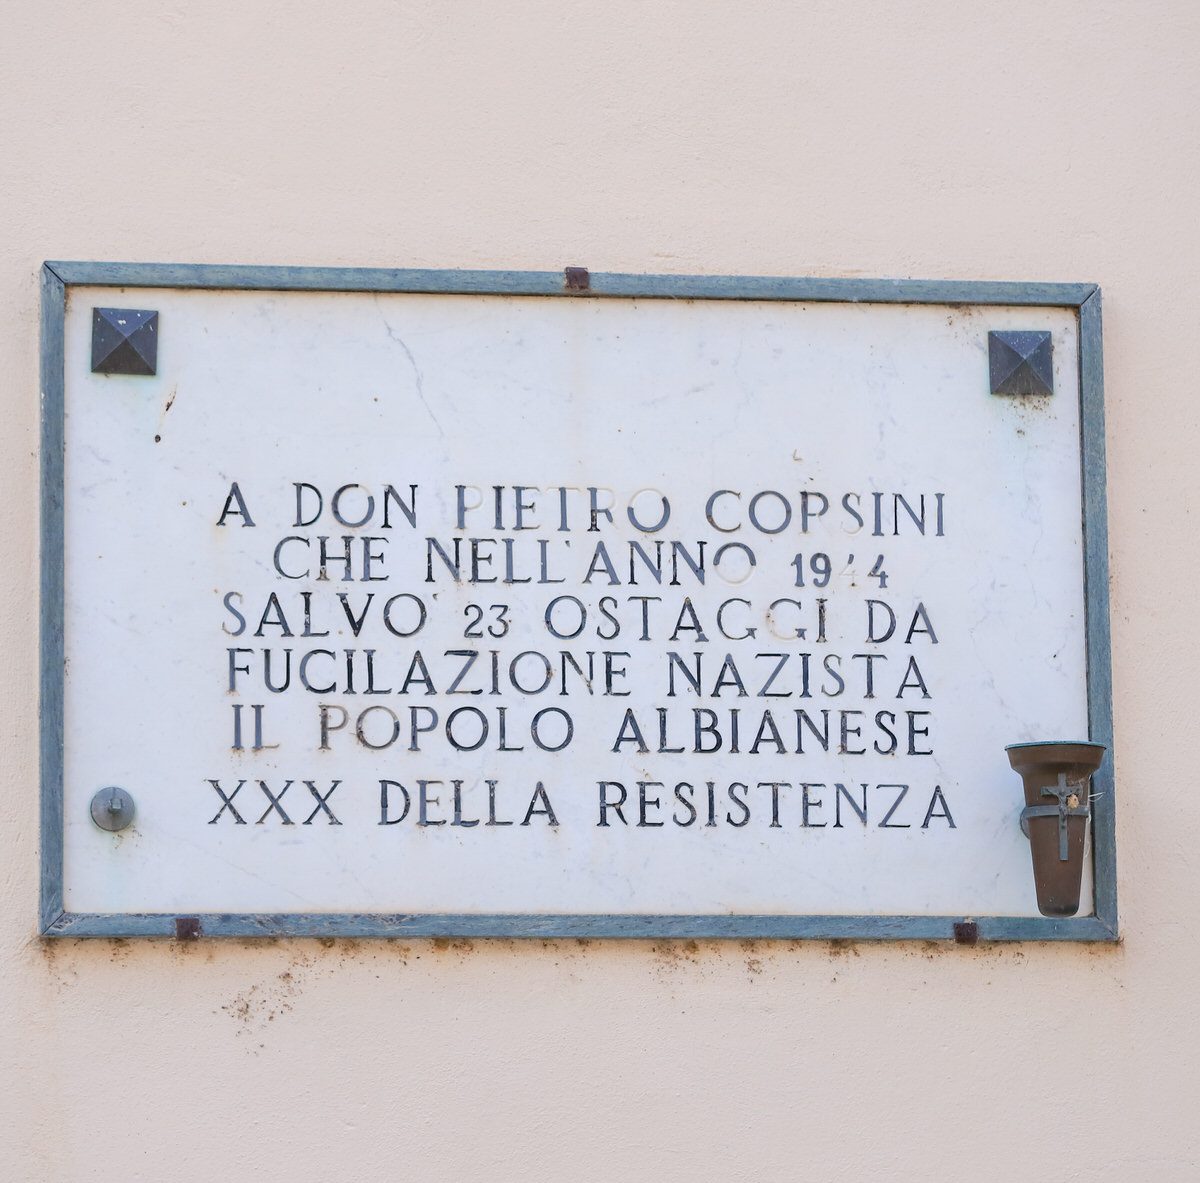 A DON PIETRO CORSINI
CHE NELL'ANNO 1944
SALVO' 23 OSTAGGI DA
FUCILAZIONE NAZISTA
IL POPOLO ALBIANESE
XXX DELLA RESISTENZA